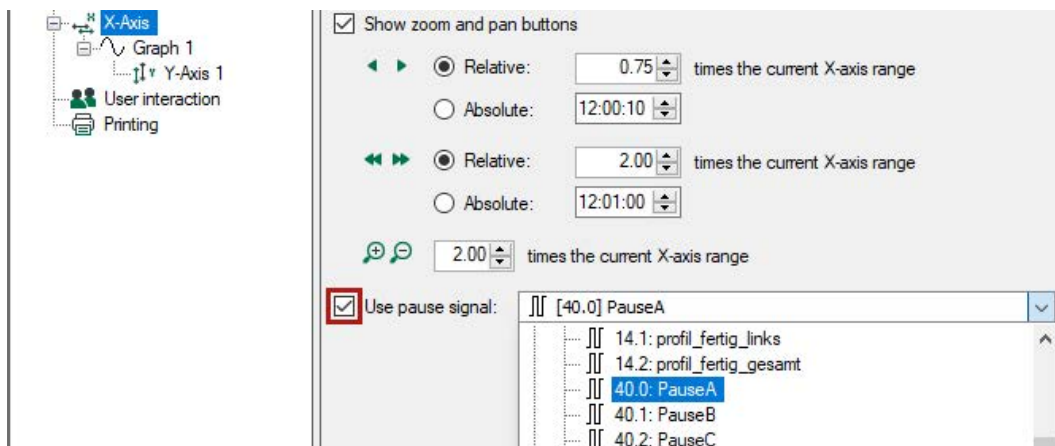 X-Axis
Graph 1
Y-Axis 1
User interaction
Printing
Show zoom and pan buttons
Relative: 0.75 times the current X-axis range
Absolute: 12:00:10
Relative: 2.00 times the current X-axis range
Absolute: 12:01:00
2.00 times the current X-axis range
Use pause signal: [40.0] PauseA
14.1: profil_fertig_links
14.2: profil_fertig_gesamt
40.0: PauseA
40.1: PauseB
40.2: PauseC